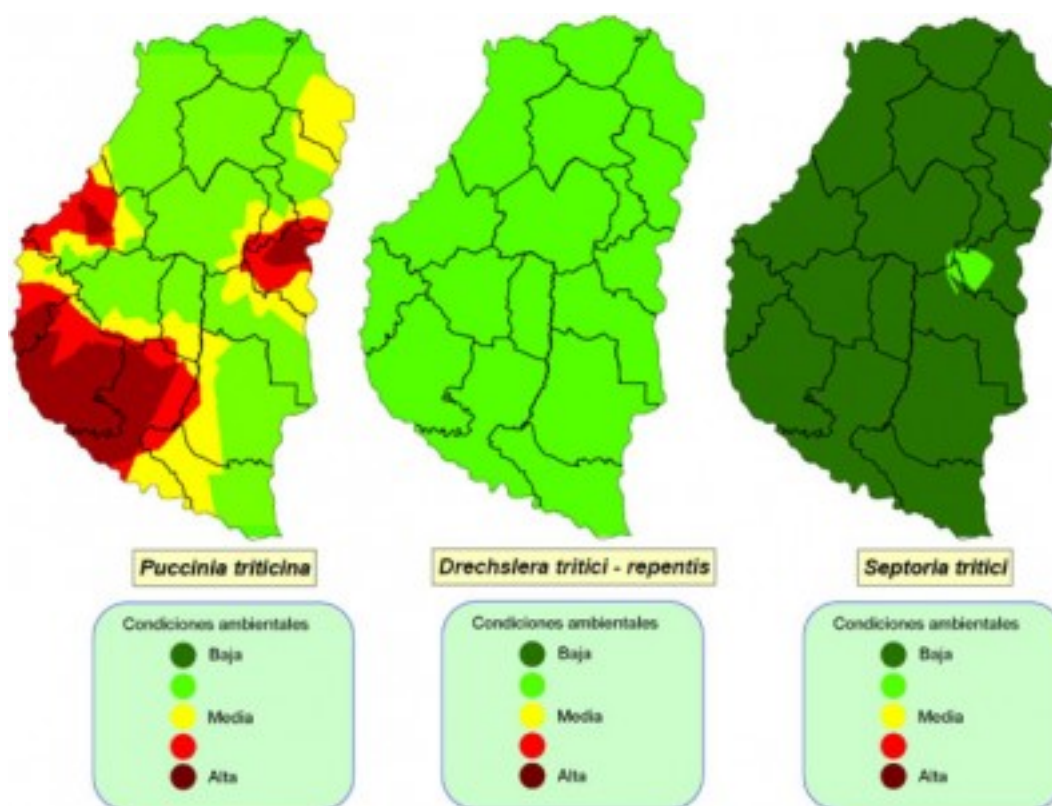 Puccinia triticina
Drechslera tritici - repentis
Septoria tritici
Condiciones ambientales
Baja
Media
Alta
Condiciones ambientales
Baja
Media
Alta
Condiciones ambientales
Baja
Media
Alta